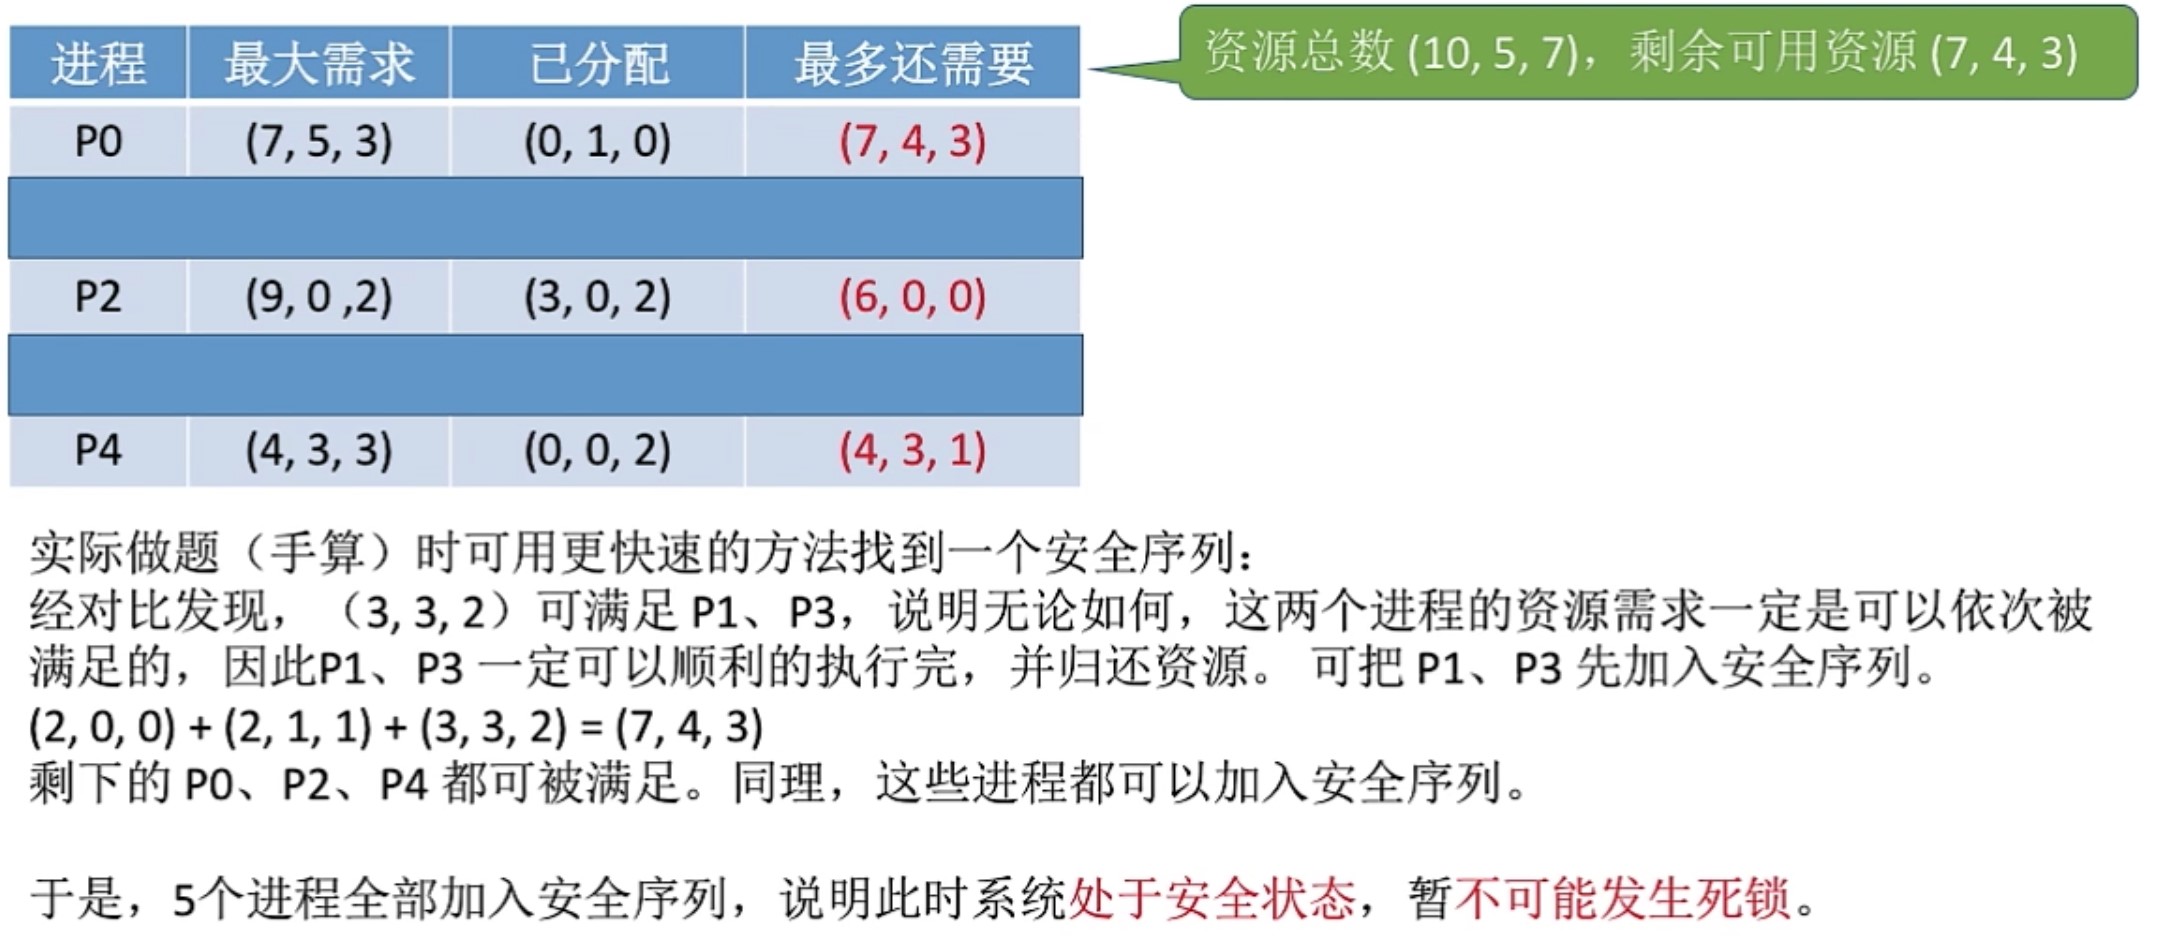 进程 最大需求 已分配 最多还需要
资源总数 (10, 5, 7)，剩余可用资源 (7, 4, 3)
P0 (7, 5, 3) (0, 1, 0) (7, 4, 3)
P2 (9, 0 ,2) (3, 0, 2) (6, 0, 0)
P4 (4, 3, 3) (0, 0, 2) (4, 3, 1)
实际做题（手算）时可用更快速的方法找到一个安全序列：
经对比发现，（3, 3, 2）可满足 P1、P3，说明无论如何，这两个进程的资源需求一定是可以依次被
满足的，因此P1、P3 一定可以顺利的执行完，并归还资源。 可把 P1、P3 先加入安全序列。
(2, 0, 0) + (2, 1, 1) + (3, 3, 2) = (7, 4, 3)
剩下的 P0、P2、P4 都可被满足。同理，这些进程都可以加入安全序列。
于是，5个进程全部加入安全序列，说明此时系统处于安全状态，暂不可能发生死锁。